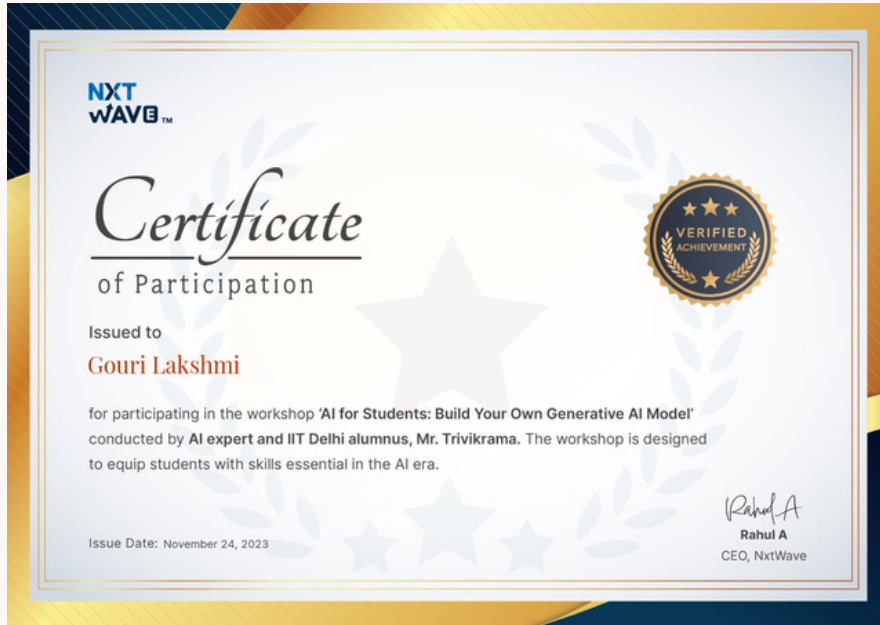 NXT
WAVE TM
Certificate
of Participation
VERIFIED
ACHIEVEMENT
Issued to
Gouri Lakshmi
for participating in the workshop ‘AI for Students: Build Your Own Generative AI Model’
conducted by AI expert and IIT Delhi alumnus, Mr. Trivikrama. The workshop is designed
to equip students with skills essential in the AI era.
Issue Date: November 24, 2023
Rahul A
Rahul A
CEO, NxtWave